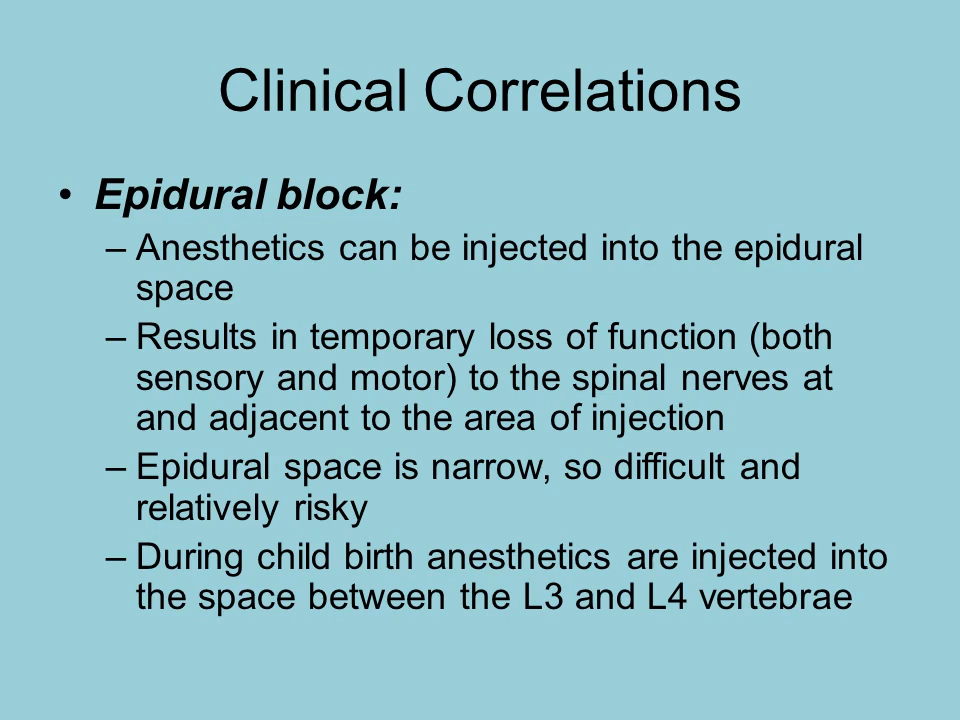 Clinical Correlations
• Epidural block:
– Anesthetics can be injected into the epidural
space
– Results in temporary loss of function (both
sensory and motor) to the spinal nerves at
and adjacent to the area of injection
– Epidural space is narrow, so difficult and
relatively risky
– During child birth anesthetics are injected into
the space between the L3 and L4 vertebrae